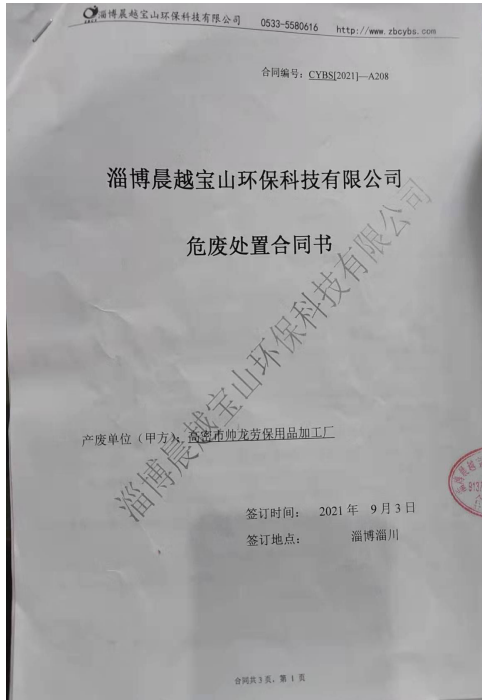 淄博晨越宝山环保科技有限公司 0533-5580616 http://www.zbcybs.com
合同编号：CYBS[2021]—A208
淄博晨越宝山环保科技有限公司
危废处置合同书
淄博晨越宝山环保科技有限公司
产废单位（甲方）：高密市帅龙劳保用品加工厂
签订时间： 2021 年 9 月 3 日
签订地点： 淄博淄川
合同共 3 页，第 1 页